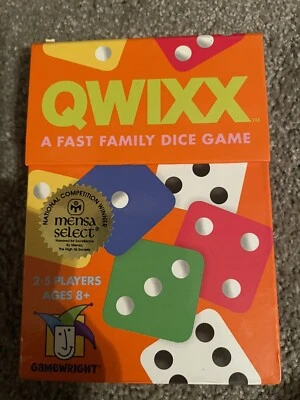 QWIXX
A FAST FAMILY DICE GAME
NATIONAL COMPETITION WINNER
mensa
SELECT®
2-5 PLAYERS
AGES 8+
GAMEWRIGHT®